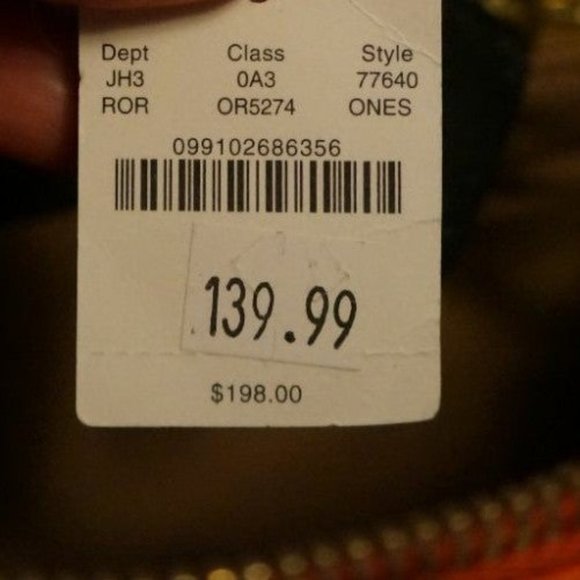 Dept Class Style
JH3 0A3 77640
ROR OR5274 ONES
099102686356
139.99
$198.00